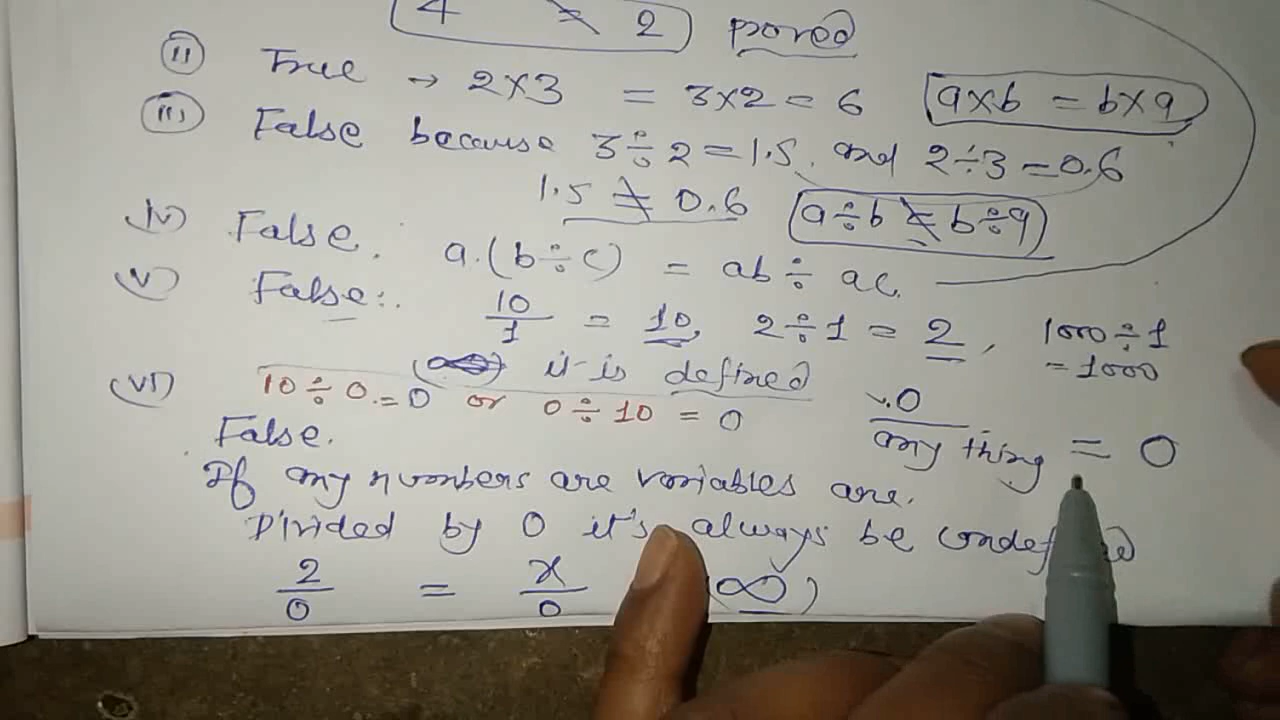 4 ≠ 2 proved
(ii) True → 2×3 = 3×2 = 6 a×b = b×a
(iii) False because 3÷2 = 1.5, and 2÷3 = 0.6
1.5 ≠ 0.6 a÷b ≠ b÷a
(iv) False. a.(b÷c) = ab ÷ ac.
(v) False:. 10/1 = 10, 2÷1 = 2, 1000÷1 = 1000
it is defined
(vi) 10÷0 = 0 or 0÷10 = 0
False. 0/any thing = 0
If any numbers are variables are.
Divided by 0 it's always be
2/0 = x/0 (∞)